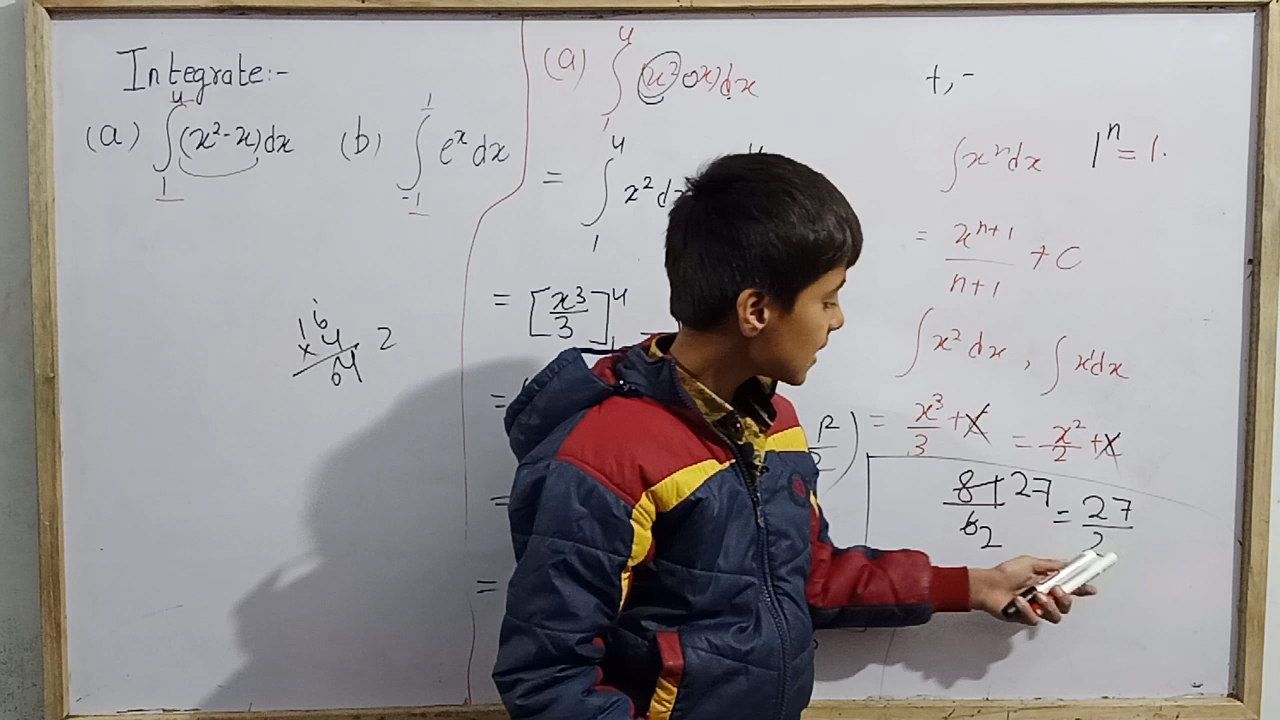 Integrate:-
(a) ∫₁⁴ (x² - x) dx (b) ∫₋₁¹ eˣ dx
16
× 4 2
64
(a) ∫₁⁴ (x² - x) dx
= ∫₁⁴ x² d
= [x³/3]₁⁴ -
=
=
=
+, -
∫ xⁿ dx 1ⁿ = 1.
= xⁿ⁺¹/n+1 + C
∫ x² dx , ∫ x¹ dx
= x³/3 + C = x²/2 + C
81 27/6 2 = 27/2